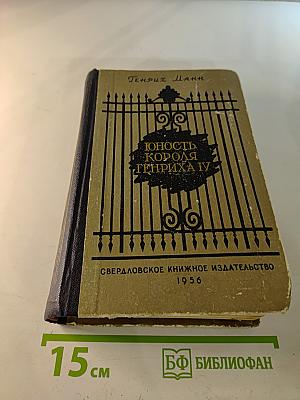 Генрих Манн
ЮНОСТЬ
КОРОЛЯ
ГЕНРИХА IV
СВЕРДЛОВСКОЕ КНИЖНОЕ ИЗДАТЕЛЬСТВО
1956
15 см
БФ БИБЛИОФАН